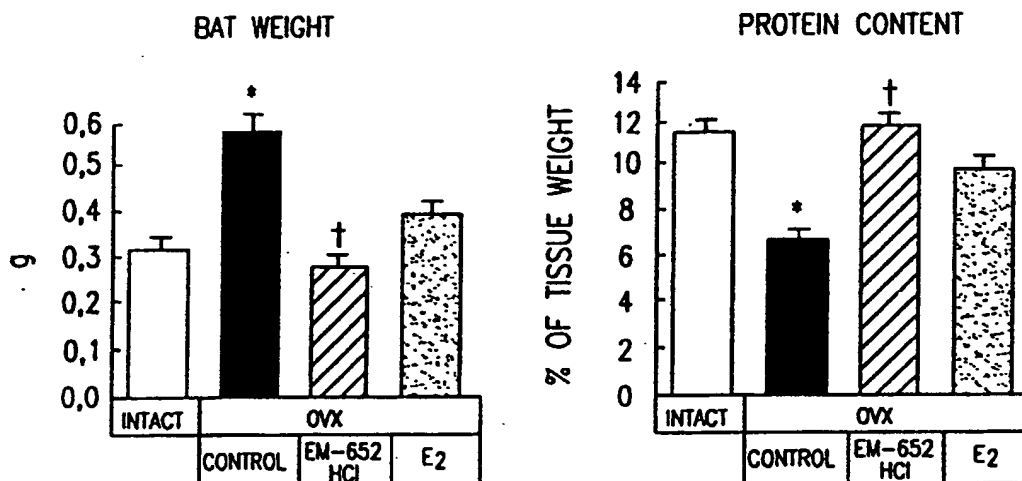 BAT WEIGHT
*
†
g
0,6
0,5
0,4
0,3
0,2
0,1
0,0
INTACT
OVX
CONTROL
EM-652
HCl
E2
PROTEIN CONTENT
†
*
% OF TISSUE WEIGHT
14
12
10
8
6
4
2
0
INTACT
OVX
CONTROL
EM-652
HCl
E2